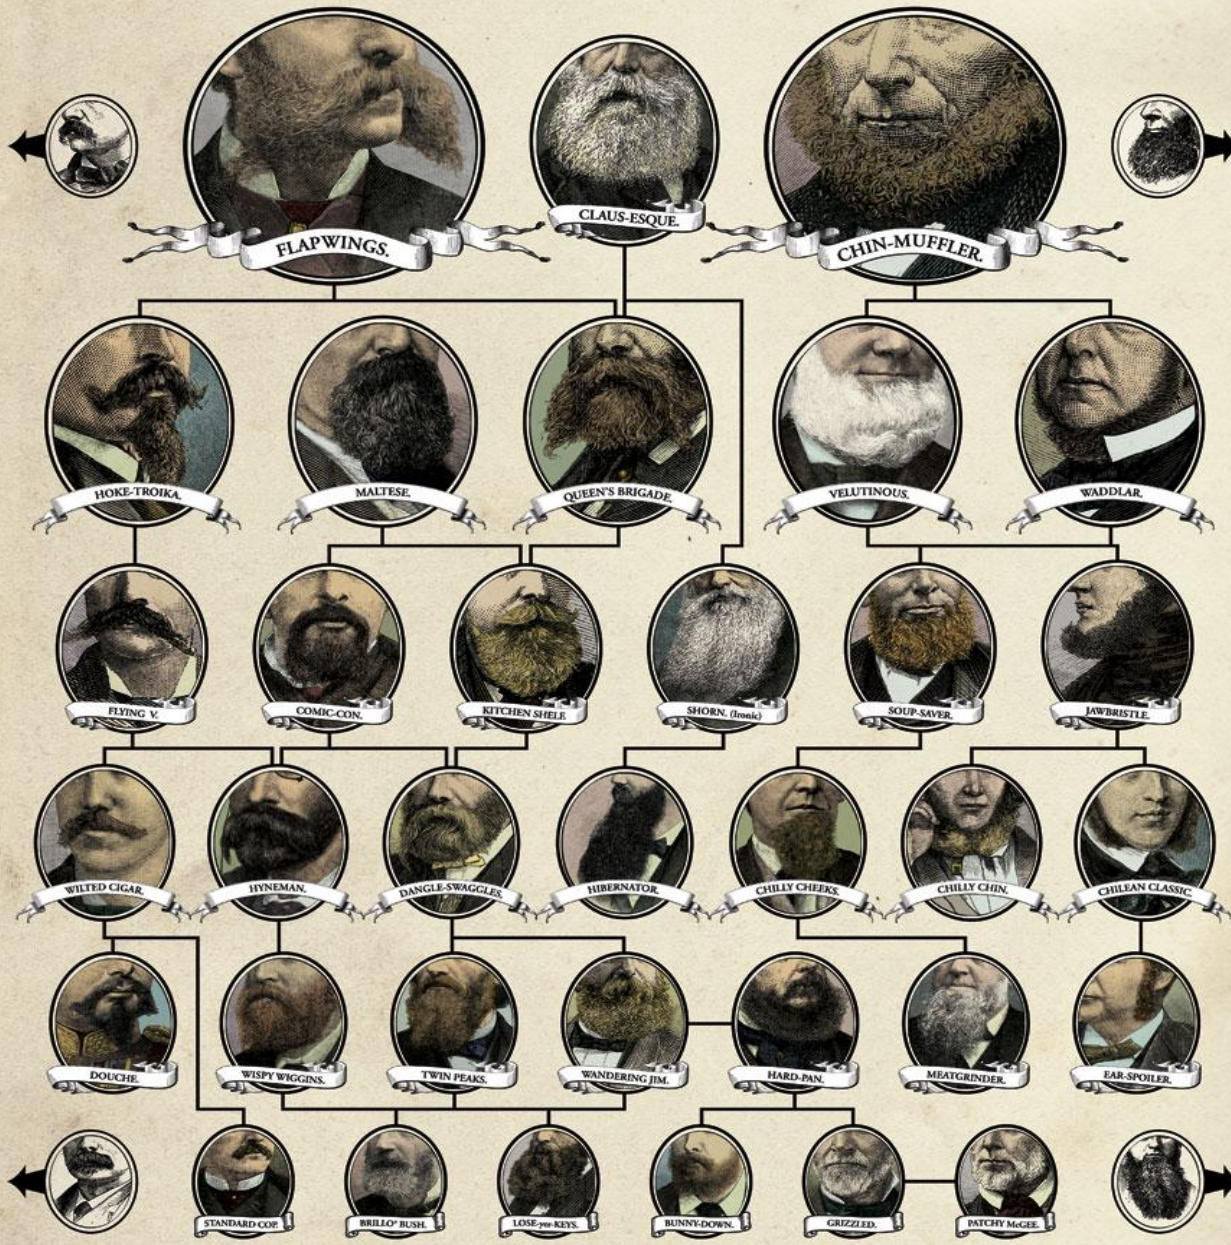 FLAPWINGS.
CLAUS-ESQUE.
CHIN-MUFFLER.
HOKE-TROIKA.
MALTESE.
QUEEN'S BRIGADE.
VELUTINOUS.
WADDLAR.
FLYING V.
COMIC-CON.
KITCHEN SHELF.
SHORN. (Ironic)
SOUP-SAVER.
JAWBRISTLE.
WILTED CIGAR.
HYNEMAN.
DANGLE-SWAGGLES.
HIBERNATOR.
CHILLY CHEEKS.
CHILLY CHIN.
CHILEAN CLASSIC.
DOUCHE.
WISPY WIGGINS.
TWIN PEAKS.
WANDERING JIM.
HARD-PAN.
MEATGRINDER.
EAR-SPOILER.
STANDARD COP.
BRILLO* BUSH.
LOSE-yer-KEYS.
BUNNY-DOWN.
GRIZZLED.
PATCHY McGEE.